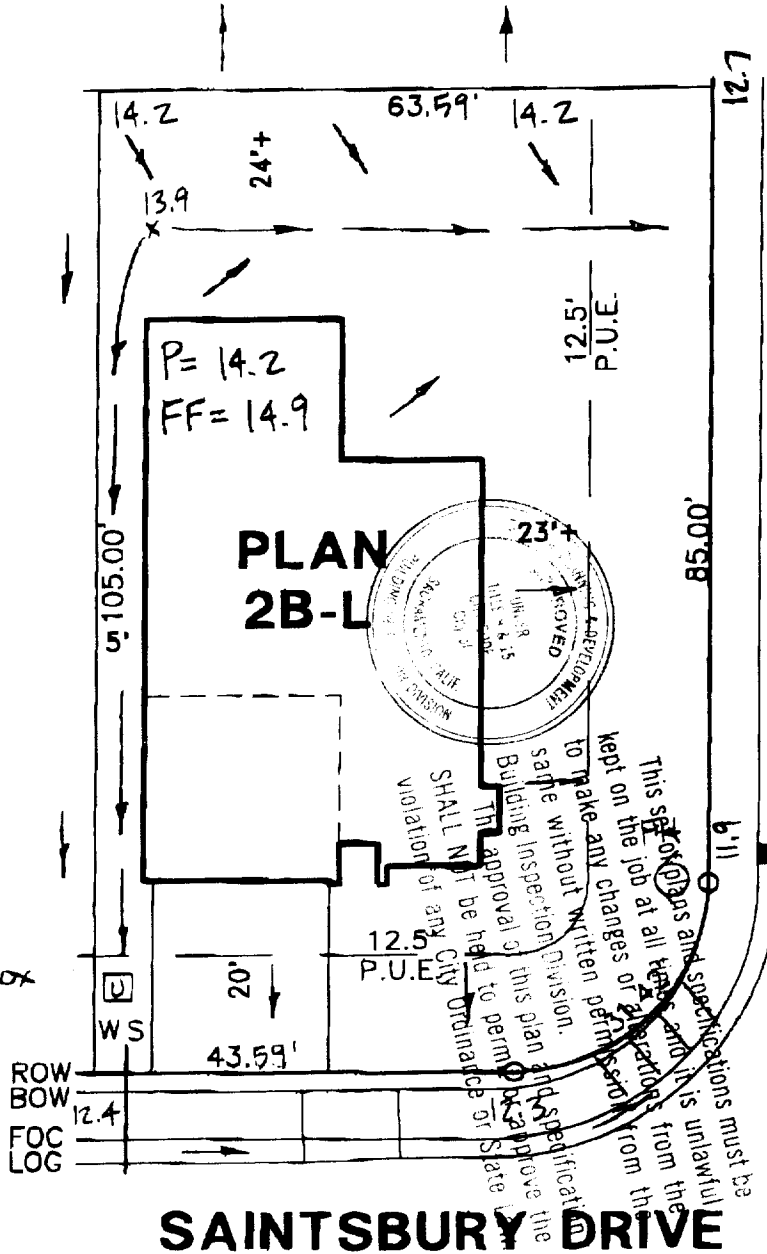 12.7
63.59'
14.2
14.2
24'+
13.9
12.5'
P.U.E.
P= 14.2
FF= 14.9
PLAN
2B-L
23'+
105.00'
5'
85.00'
11.9
This set of plans and specifications must be
kept on the job at all times and it is unlawful
to make any changes or alterations from the
same without written permission from the
Building Inspection Division.
The approval of this plan and specification
SHALL NOT be held to permit or approve the
violation of any City Ordinance or State
12.5'
P.U.E.
20'
U
W S
43.59'
ROW
BOW
12.4
FOC
LOG
SAINTSBURY DRIVE